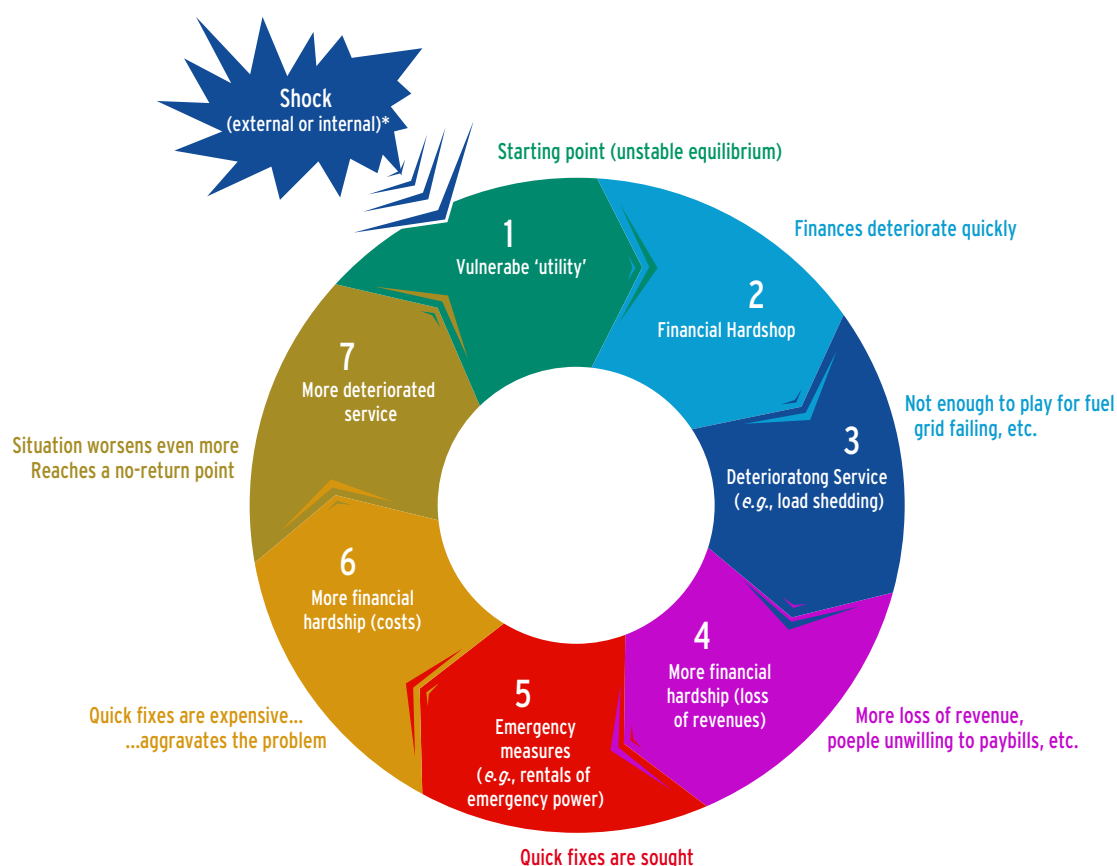 Shock
(external or internal)*
Starting point (unstable equilibrium)
1
Vulnerabe ‘utility’
Finances deteriorate quickly
2
Financial Hardshop
Not enough to play for fuel
grid failing, etc.
3
Deterioratong Service
(e.g., load shedding)
4
More financial
hardship (loss
of revenues)
More loss of revenue,
poeple unwilling to paybills, etc.
5
Emergency
measures
(e.g., rentals of
emergency power)
Quick fixes are sought
6
More financial
hardship (costs)
Quick fixes are expensive...
...aggravates the problem
7
More deteriorated
service
Situation worsens even more
Reaches a no-return point